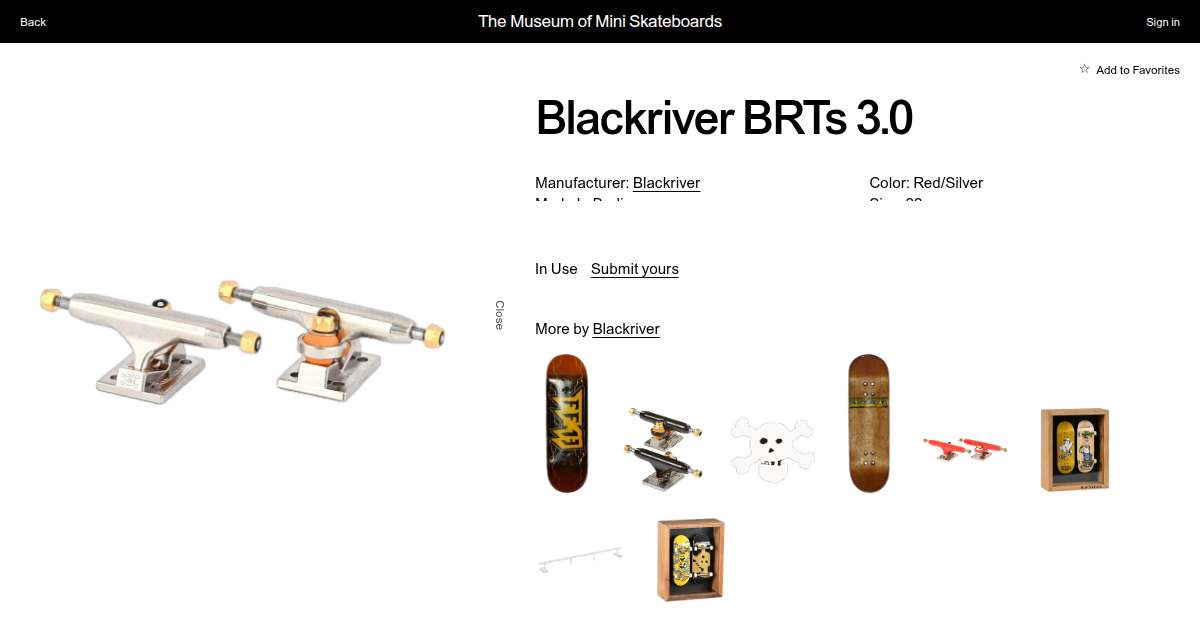 Back
The Museum of Mini Skateboards
Sign in
☆ Add to Favorites
Blackriver BRTs 3.0
Manufacturer: Blackriver
Color: Red/Silver
In Use
Submit yours
Close
More by Blackriver